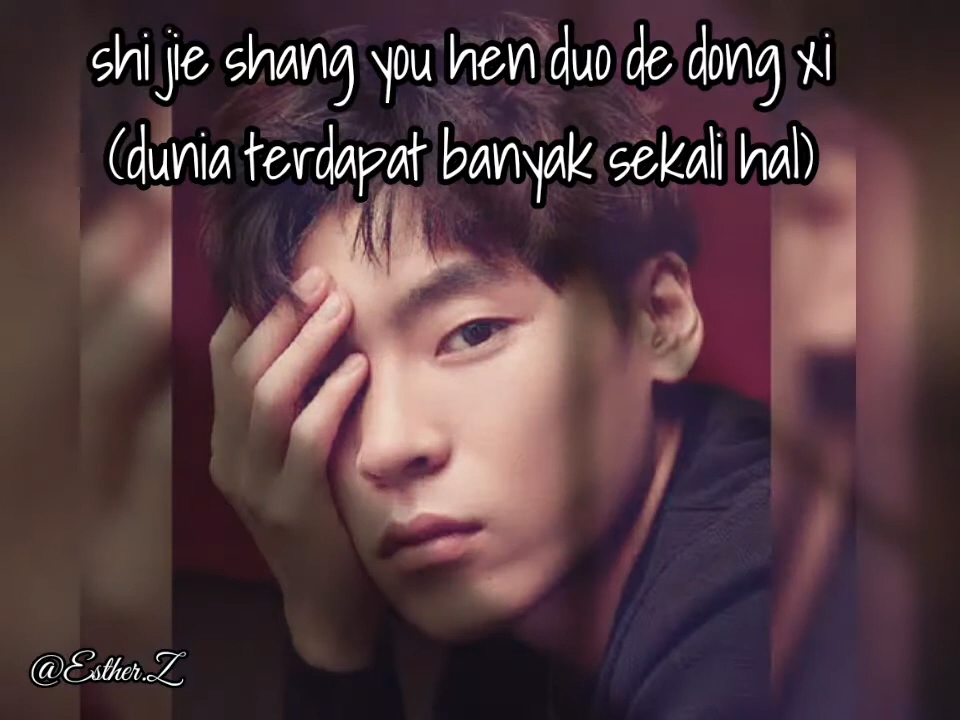 shi jie shang you hen duo de dong xi
(dunia terdapat banyak sekali hal)
@Esther.Z